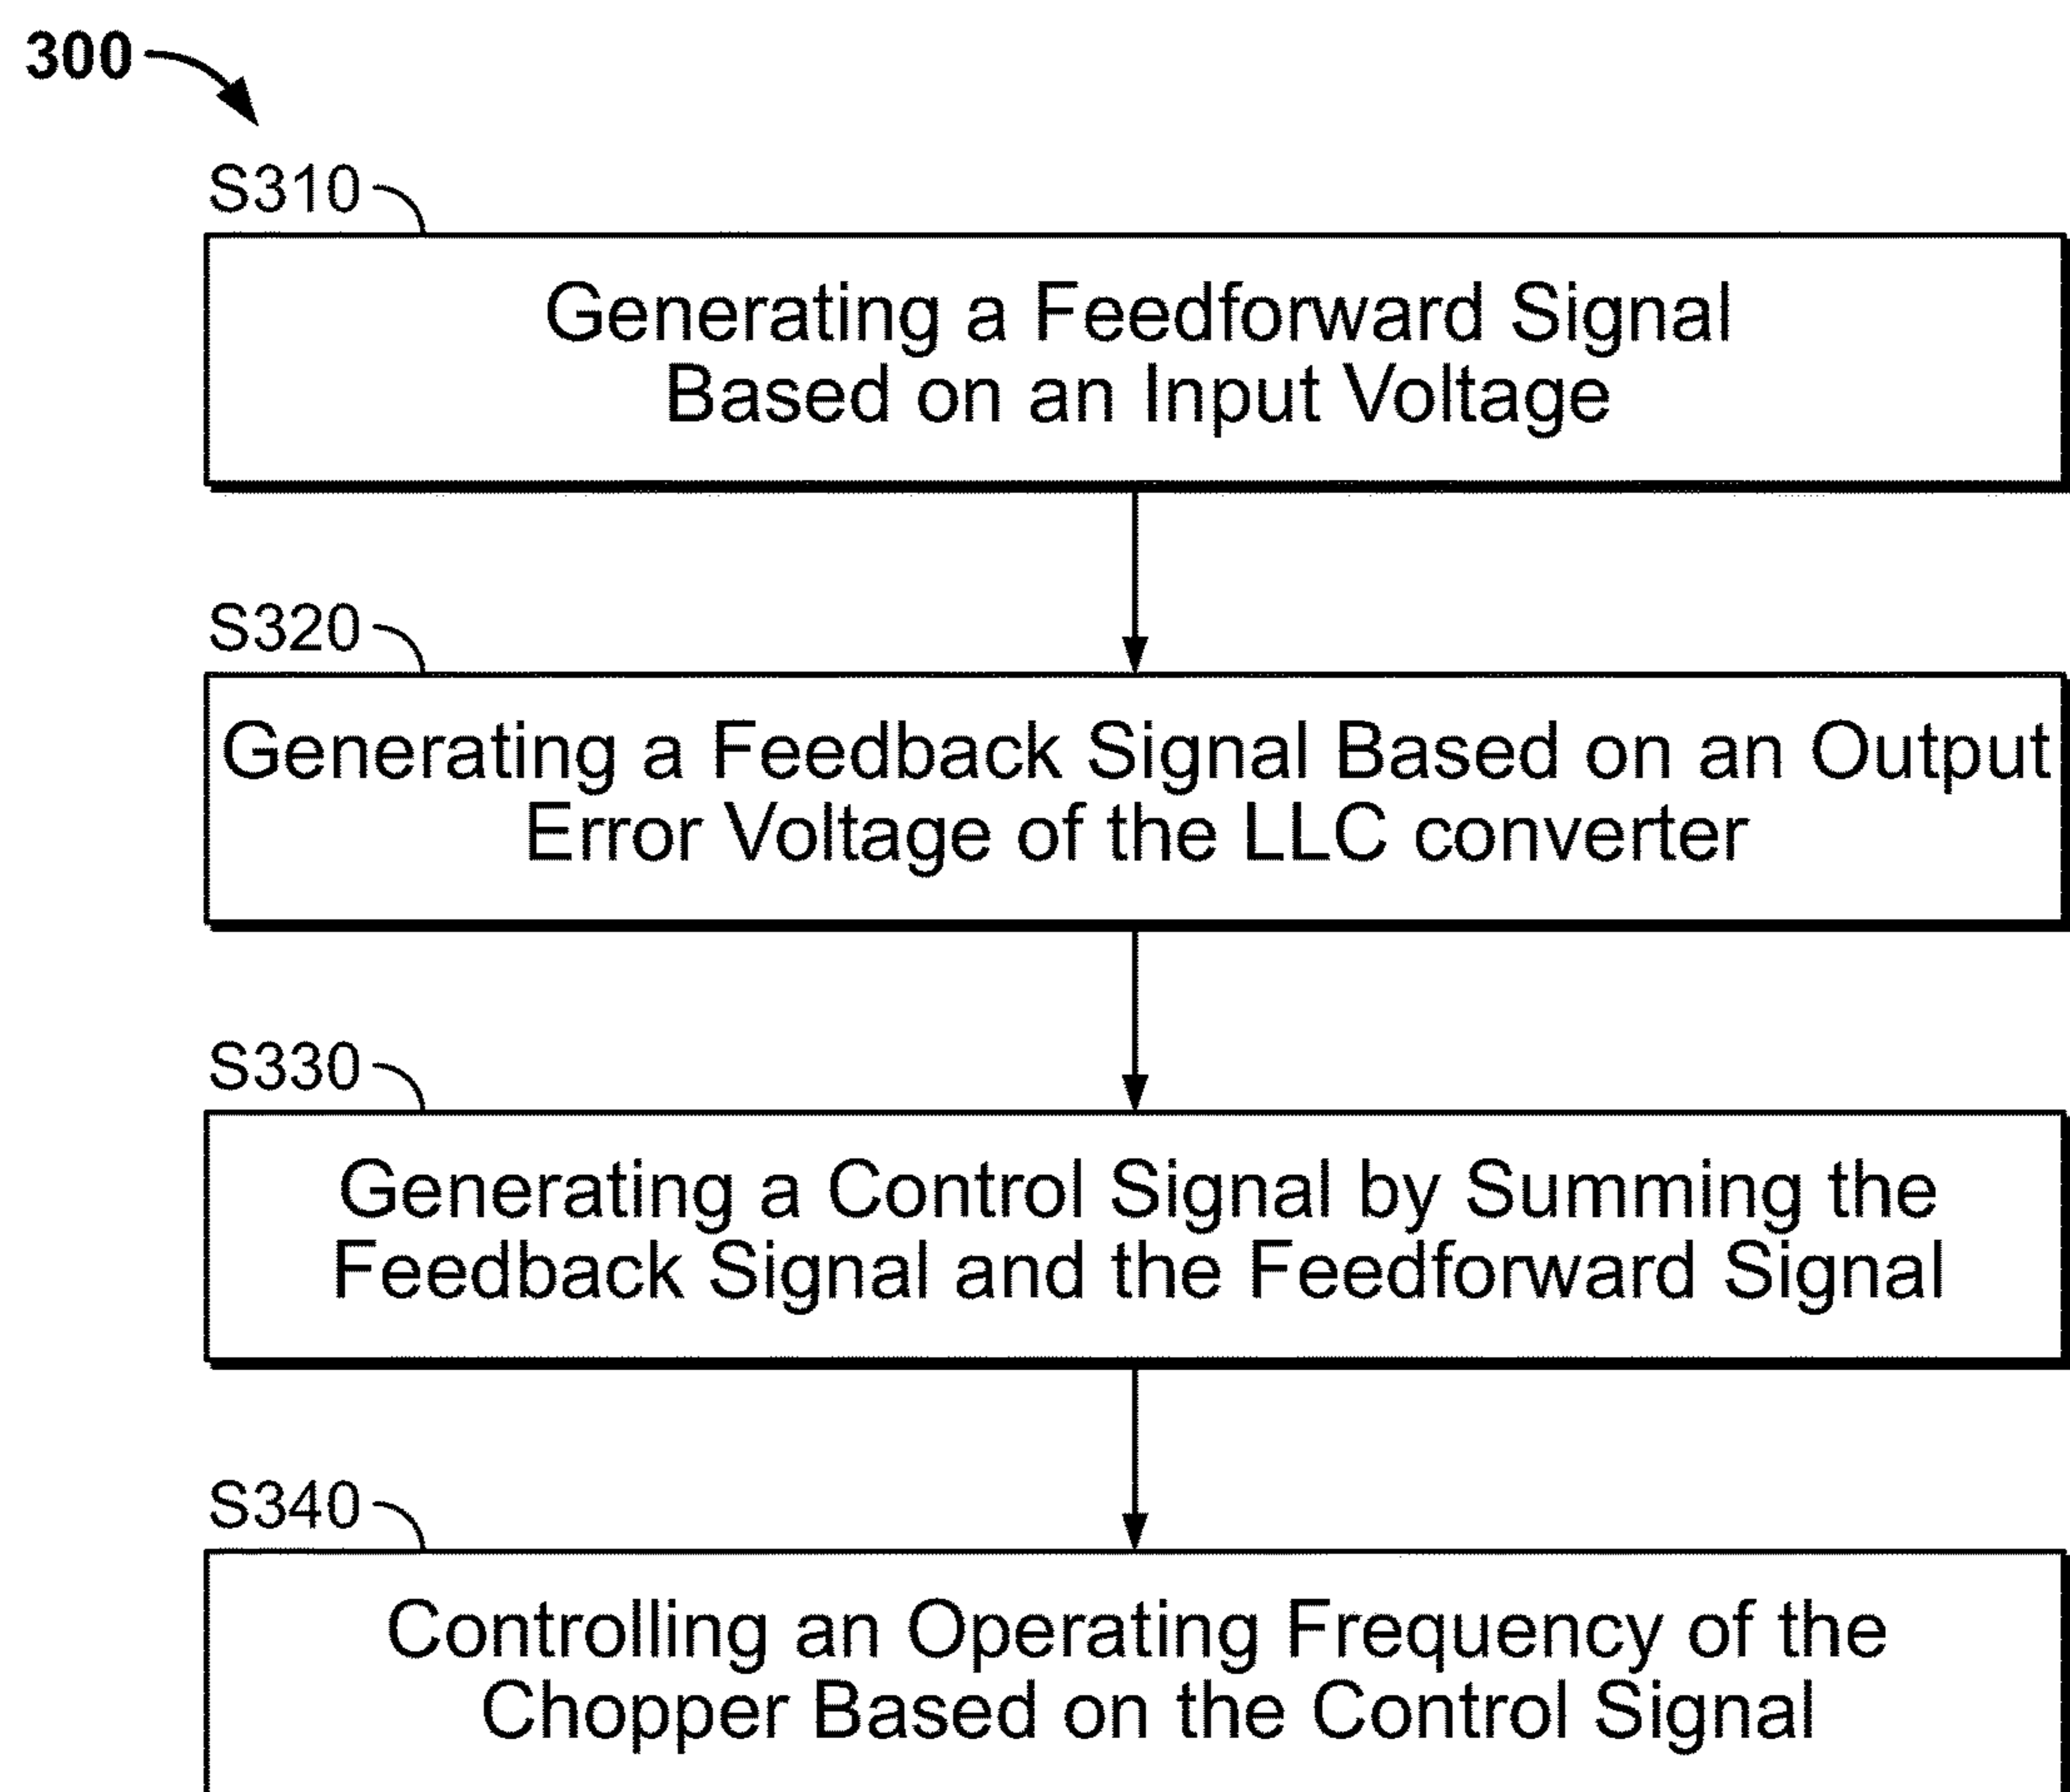 300
S310
Generating a Feedforward Signal
Based on an Input Voltage
S320
Generating a Feedback Signal Based on an Output
Error Voltage of the LLC converter
S330
Generating a Control Signal by Summing the
Feedback Signal and the Feedforward Signal
S340
Controlling an Operating Frequency of the
Chopper Based on the Control Signal